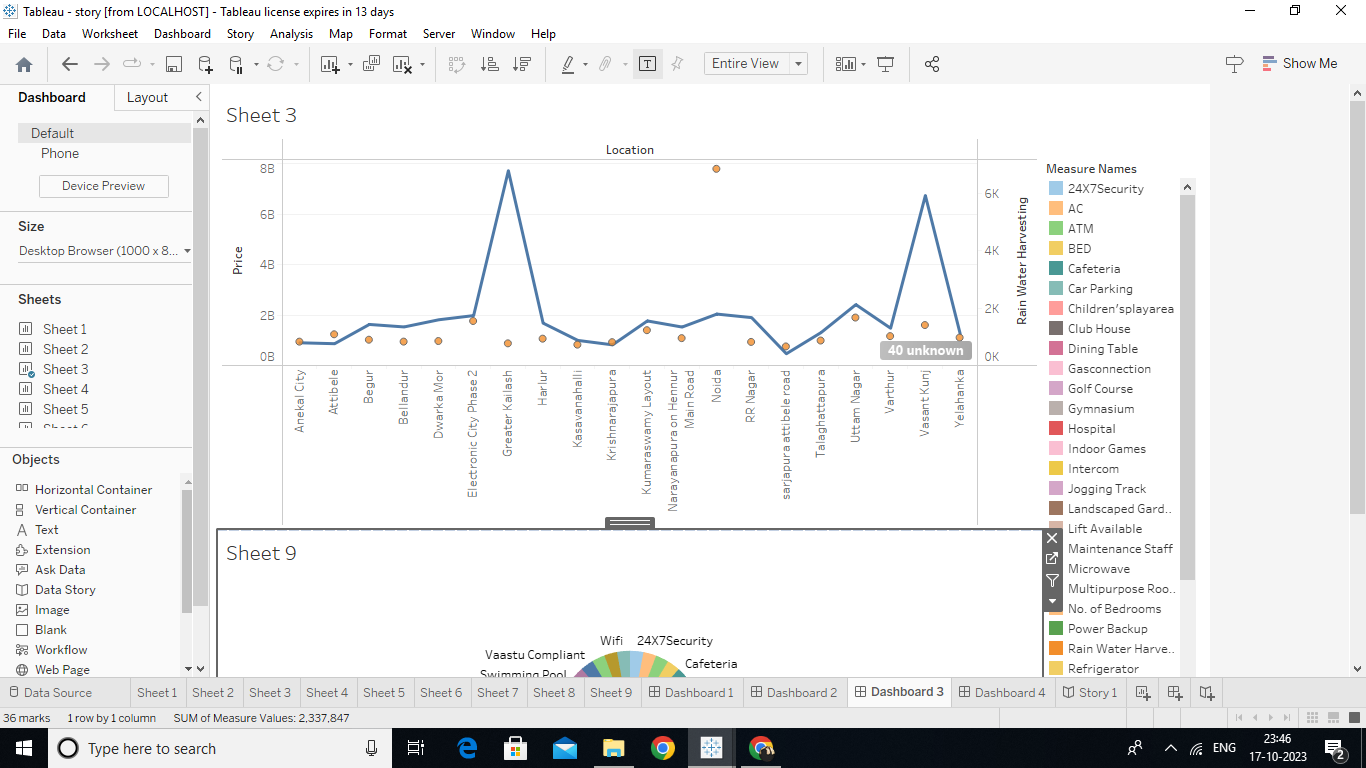 Tableau - story [from LOCALHOST] - Tableau license expires in 13 days
File Data Worksheet Dashboard Story Analysis Map Format Server Window Help
Entire View
Show Me
Dashboard Layout
Default
Phone
Device Preview
Size
Desktop Browser (1000 x 8...
Sheets
Sheet 1
Sheet 2
Sheet 3
Sheet 4
Sheet 5
Sheet 6
Objects
Horizontal Container
Vertical Container
Text
Extension
Ask Data
Data Story
Image
Blank
Workflow
Web Page
Sheet 3
Location
8B
6B
4B
2B
0B
Price
6K
4K
2K
0K
Rain Water Harvesting
40 unknown
Anekal City
Attibele
Begur
Bellandur
Dwarka Mor
Electronic City Phase 2
Greater Kailash
Harlur
Kasavanahalli
Krishnarajapura
Kumaraswamy Layout
Narayanapura on Hennur
Main Road
Noida
RR Nagar
sarjapura attibele road
Talaghattapura
Uttam Nagar
Varthur
Vasant Kunj
Yelahanka
Measure Names
24X7Security
AC
ATM
BED
Cafeteria
Car Parking
Children'splayarea
Club House
Dining Table
Gasconnection
Golf Course
Gymnasium
Hospital
Indoor Games
Intercom
Jogging Track
Landscaped Gard..
Lift Available
Maintenance Staff
Microwave
Multipurpose Roo..
No. of Bedrooms
Power Backup
Rain Water Harve..
Refrigerator
Sheet 9
Wifi 24X7Security
Vaastu Compliant Cafeteria
Swimming Pool
Data Source Sheet 1 Sheet 2 Sheet 3 Sheet 4 Sheet 5 Sheet 6 Sheet 7 Sheet 8 Sheet 9 Dashboard 1 Dashboard 2 Dashboard 3 Dashboard 4 Story 1
36 marks 1 row by 1 column SUM of Measure Values: 2,337,847
Type here to search
ENG
23:46
17-10-2023
2